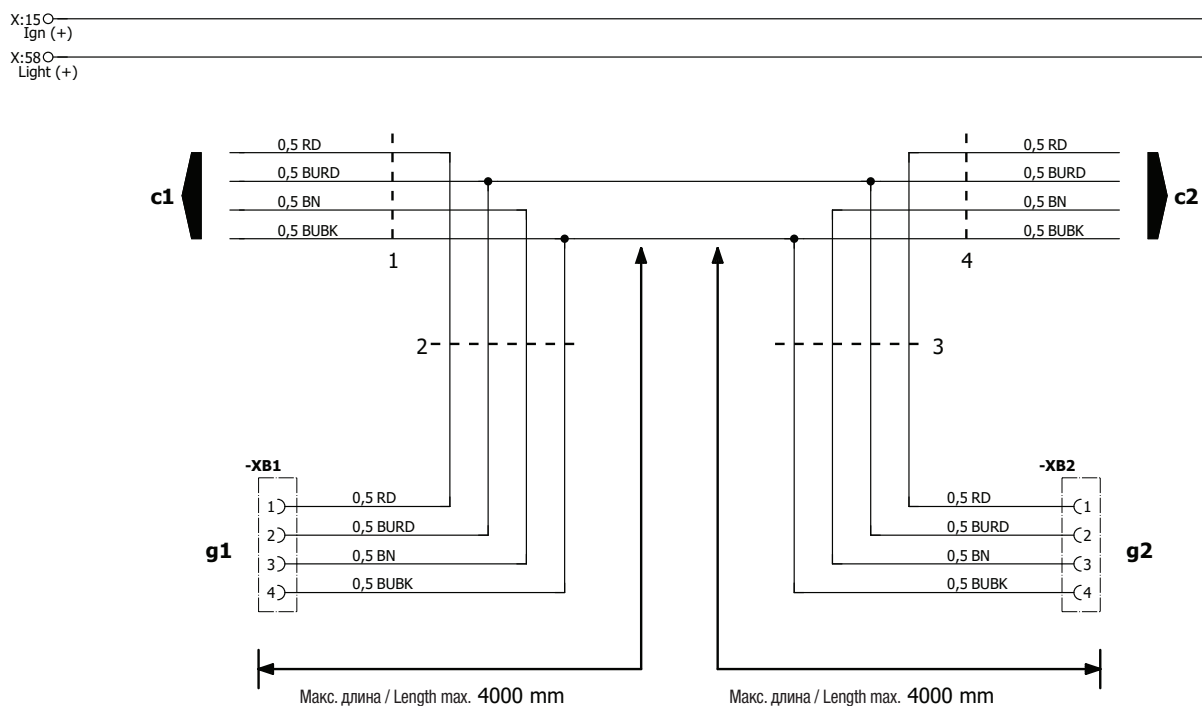 X:15
Ign (+)
X:58
Light (+)
0,5 RD
0,5 RD
0,5 BURD
0,5 BURD
c1
c2
0,5 BN
0,5 BN
0,5 BUBK
0,5 BUBK
1
4
2
3
-XB1
-XB2
1
0,5 RD
0,5 RD
1
2
0,5 BURD
0,5 BURD
2
g1
g2
3
0,5 BN
0,5 BN
3
4
0,5 BUBK
0,5 BUBK
4
Макс. длина / Length max. 4000 mm
Макс. длина / Length max. 4000 mm